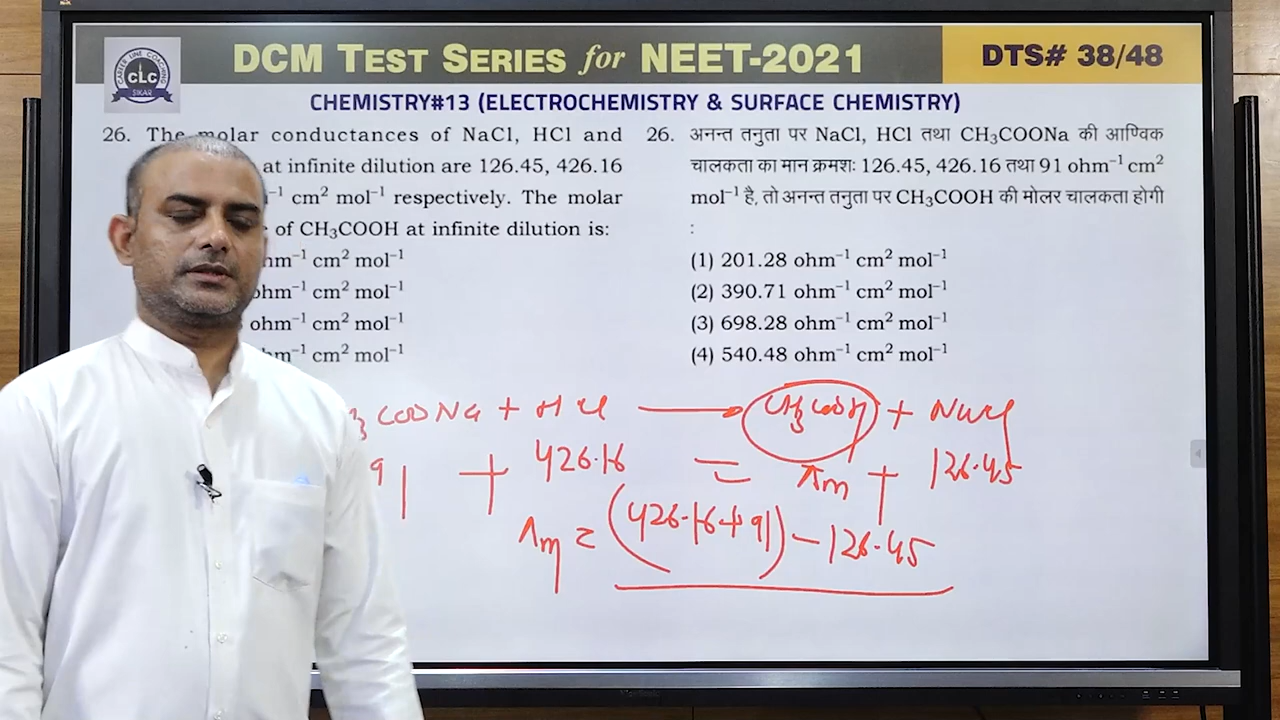 CAREER LINE COACHING
CLC
SIKAR
DCM TEST SERIES for NEET-2021
DTS# 38/48
CHEMISTRY#13 (ELECTROCHEMISTRY & SURFACE CHEMISTRY)
26. The molar conductances of NaCl, HCl and
at infinite dilution are 126.45, 426.16
⁻¹ cm² mol⁻¹ respectively. The molar
of CH₃COOH at infinite dilution is:
hm⁻¹ cm² mol⁻¹
ohm⁻¹ cm² mol⁻¹
ohm⁻¹ cm² mol⁻¹
hm⁻¹ cm² mol⁻¹
26. अनन्त तनुता पर NaCl, HCl तथा CH₃COONa की आण्विक
चालकता का मान क्रमशः 126.45, 426.16 तथा 91 ohm⁻¹ cm²
mol⁻¹ है, तो अनन्त तनुता पर CH₃COOH की मोलर चालकता होगी
:
(1) 201.28 ohm⁻¹ cm² mol⁻¹
(2) 390.71 ohm⁻¹ cm² mol⁻¹
(3) 698.28 ohm⁻¹ cm² mol⁻¹
(4) 540.48 ohm⁻¹ cm² mol⁻¹
₃COONa + HCl ⟶ CH₃COOH + NaCl
91 + 426.16 = λm + 126.45
λm = (426.16+91) − 126.45